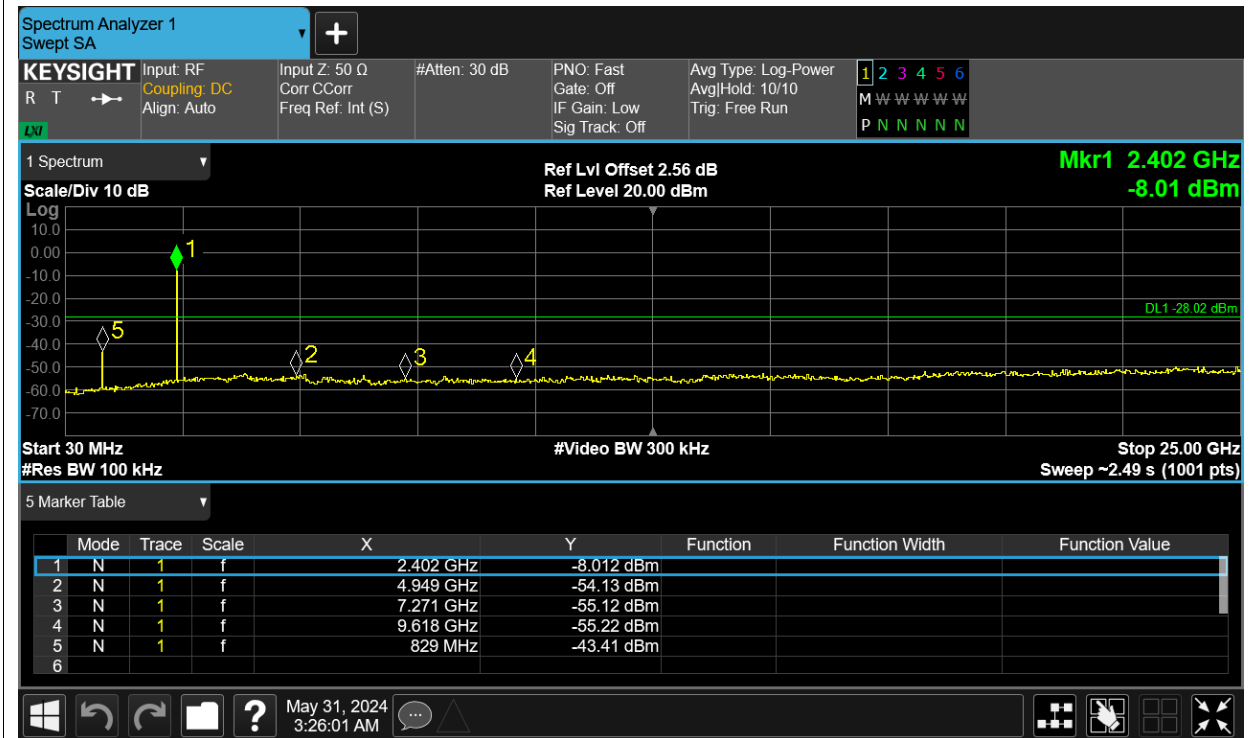 Spectrum Analyzer 1
Swept SA
+
KEYSIGHT
R T
LXI
Input: RF
Coupling: DC
Align: Auto
Input Z: 50 Ω
Corr CCorr
Freq Ref: Int (S)
#Atten: 30 dB
PNO: Fast
Gate: Off
IF Gain: Low
Sig Track: Off
Avg Type: Log-Power
Avg|Hold: 10/10
Trig: Free Run
1 2 3 4 5 6
M W W W W W
P N N N N N
1 Spectrum
Scale/Div 10 dB
Ref Lvl Offset 2.56 dB
Ref Level 20.00 dBm
Mkr1 2.402 GHz
-8.01 dBm
Log
10.0
0.00
-10.0
-20.0
-30.0
-40.0
-50.0
-60.0
-70.0
1
DL1 -28.02 dBm
5
2
3
4
Start 30 MHz
#Video BW 300 kHz
Stop 25.00 GHz
#Res BW 100 kHz
Sweep ~2.49 s (1001 pts)
5 Marker Table
Mode Trace Scale X Y Function Function Width Function Value
1 N 1 f 2.402 GHz -8.012 dBm
2 N 1 f 4.949 GHz -54.13 dBm
3 N 1 f 7.271 GHz -55.12 dBm
4 N 1 f 9.618 GHz -55.22 dBm
5 N 1 f 829 MHz -43.41 dBm
6
?
May 31, 2024
3:26:01 AM